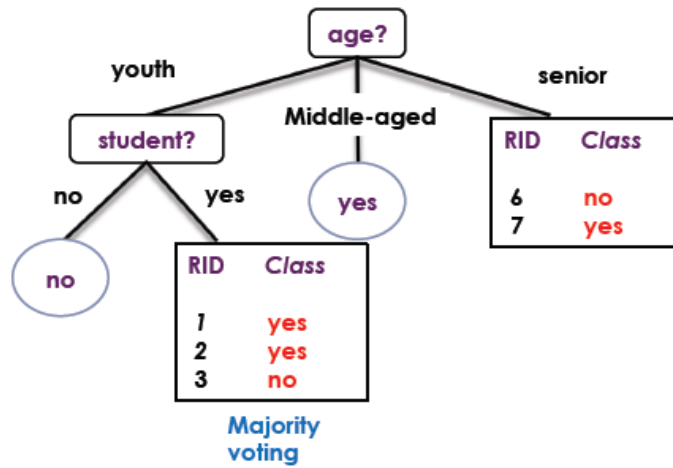 age?
youth
senior
Middle-aged
student?
RID Class
6 no
7 yes
no
yes
yes
no
RID Class
1 yes
2 yes
3 no
Majority
voting